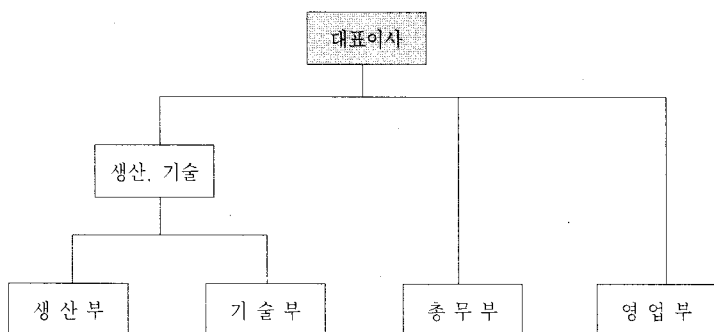 대표이사
생산, 기술
생 산 부
기 술 부
총 무 부
영 업 부